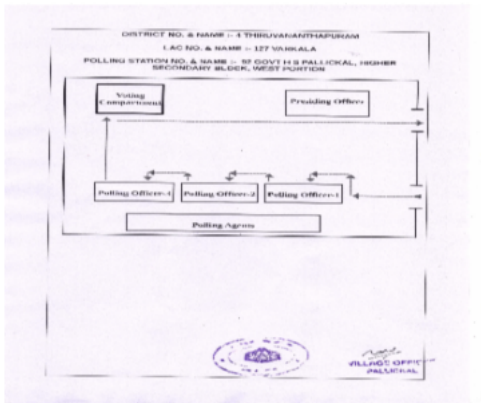 DISTRICT NO. & NAME :- 4 THIRUVANANTHAPURAM
LAC NO. & NAME :- 127 VARKALA
POLLING STATION NO. & NAME :- 52 GOVT H S PALLICKAL, HIGHER
SECONDARY BLOCK, WEST PORTION
Voting
Compartment
Presiding Officer
Polling Officer-3
Polling Officer-2
Polling Officer-1
Polling Agents
VILLAGE OFFICER
PALLICKAL